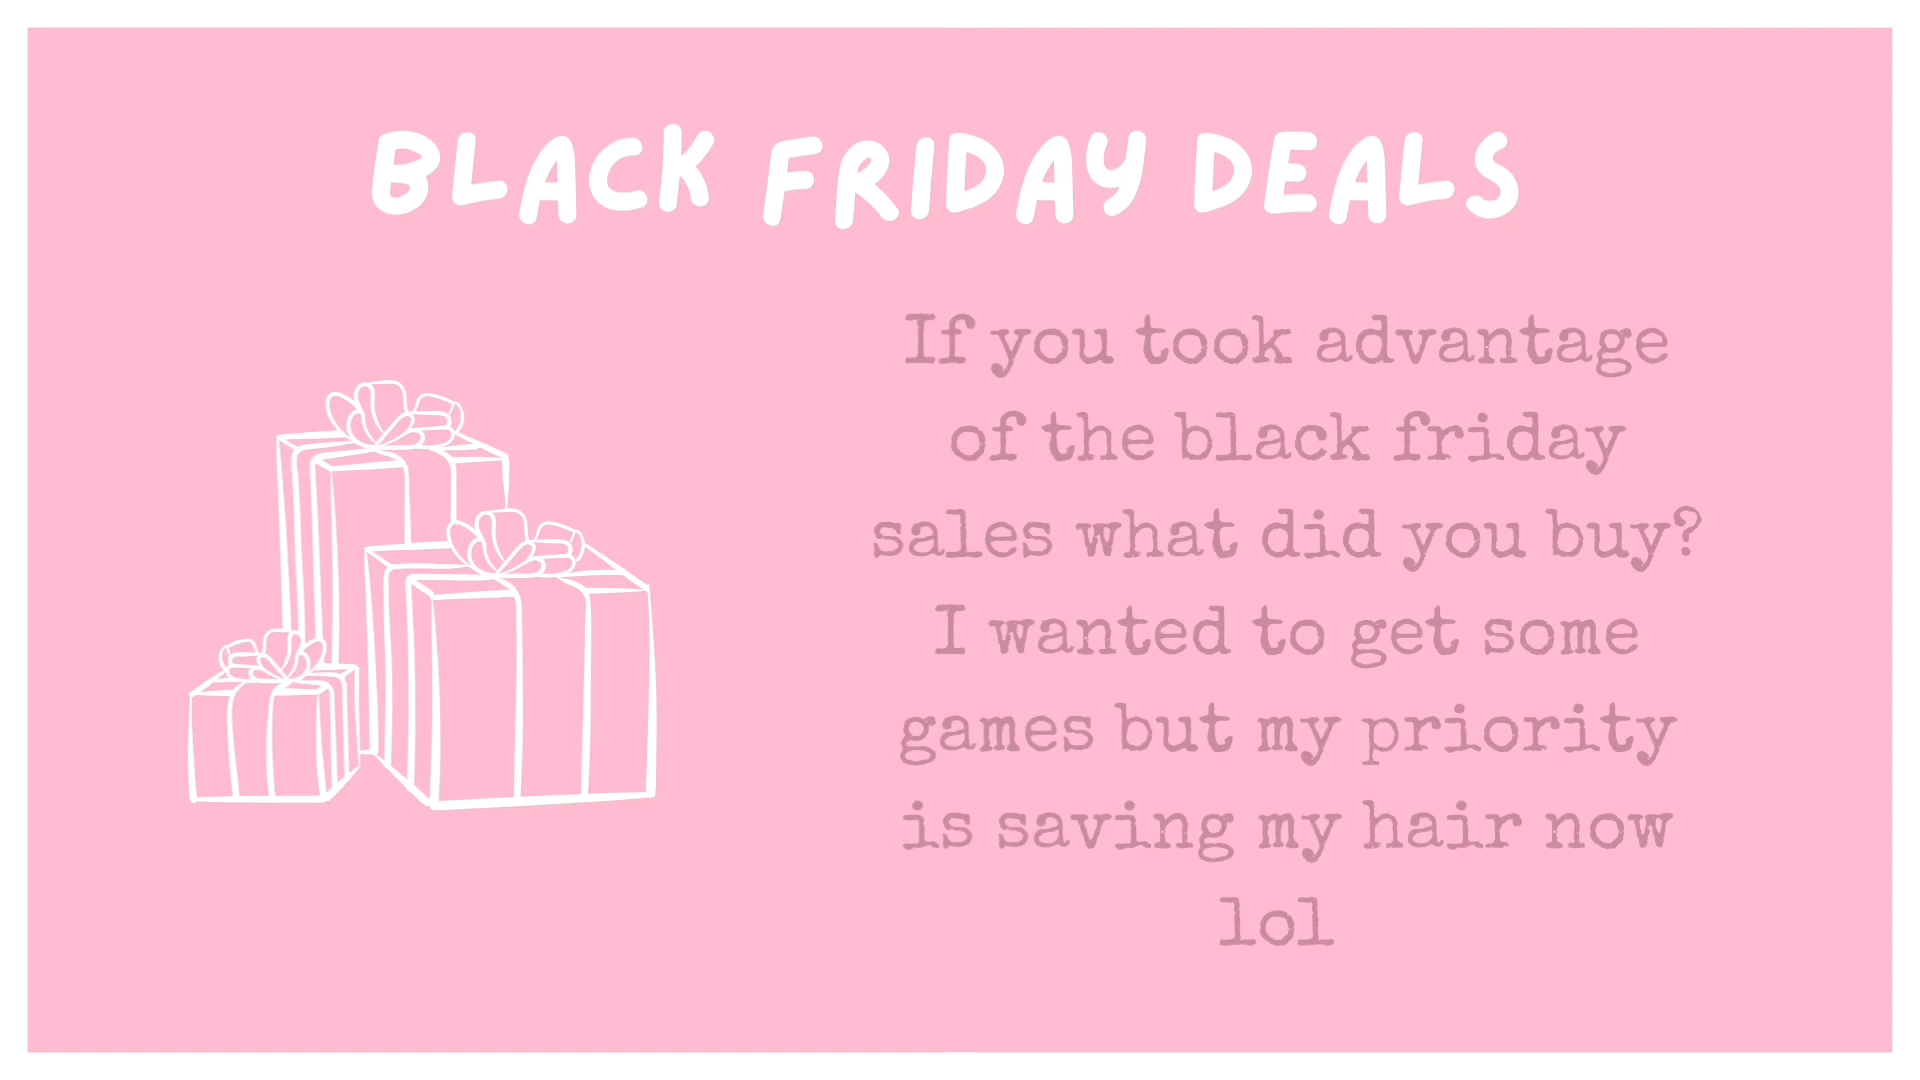 BLACK FRIDAY DEALS
If you took advantage
of the black friday
sales what did you buy?
I wanted to get some
games but my priority
is saving my hair now
lol